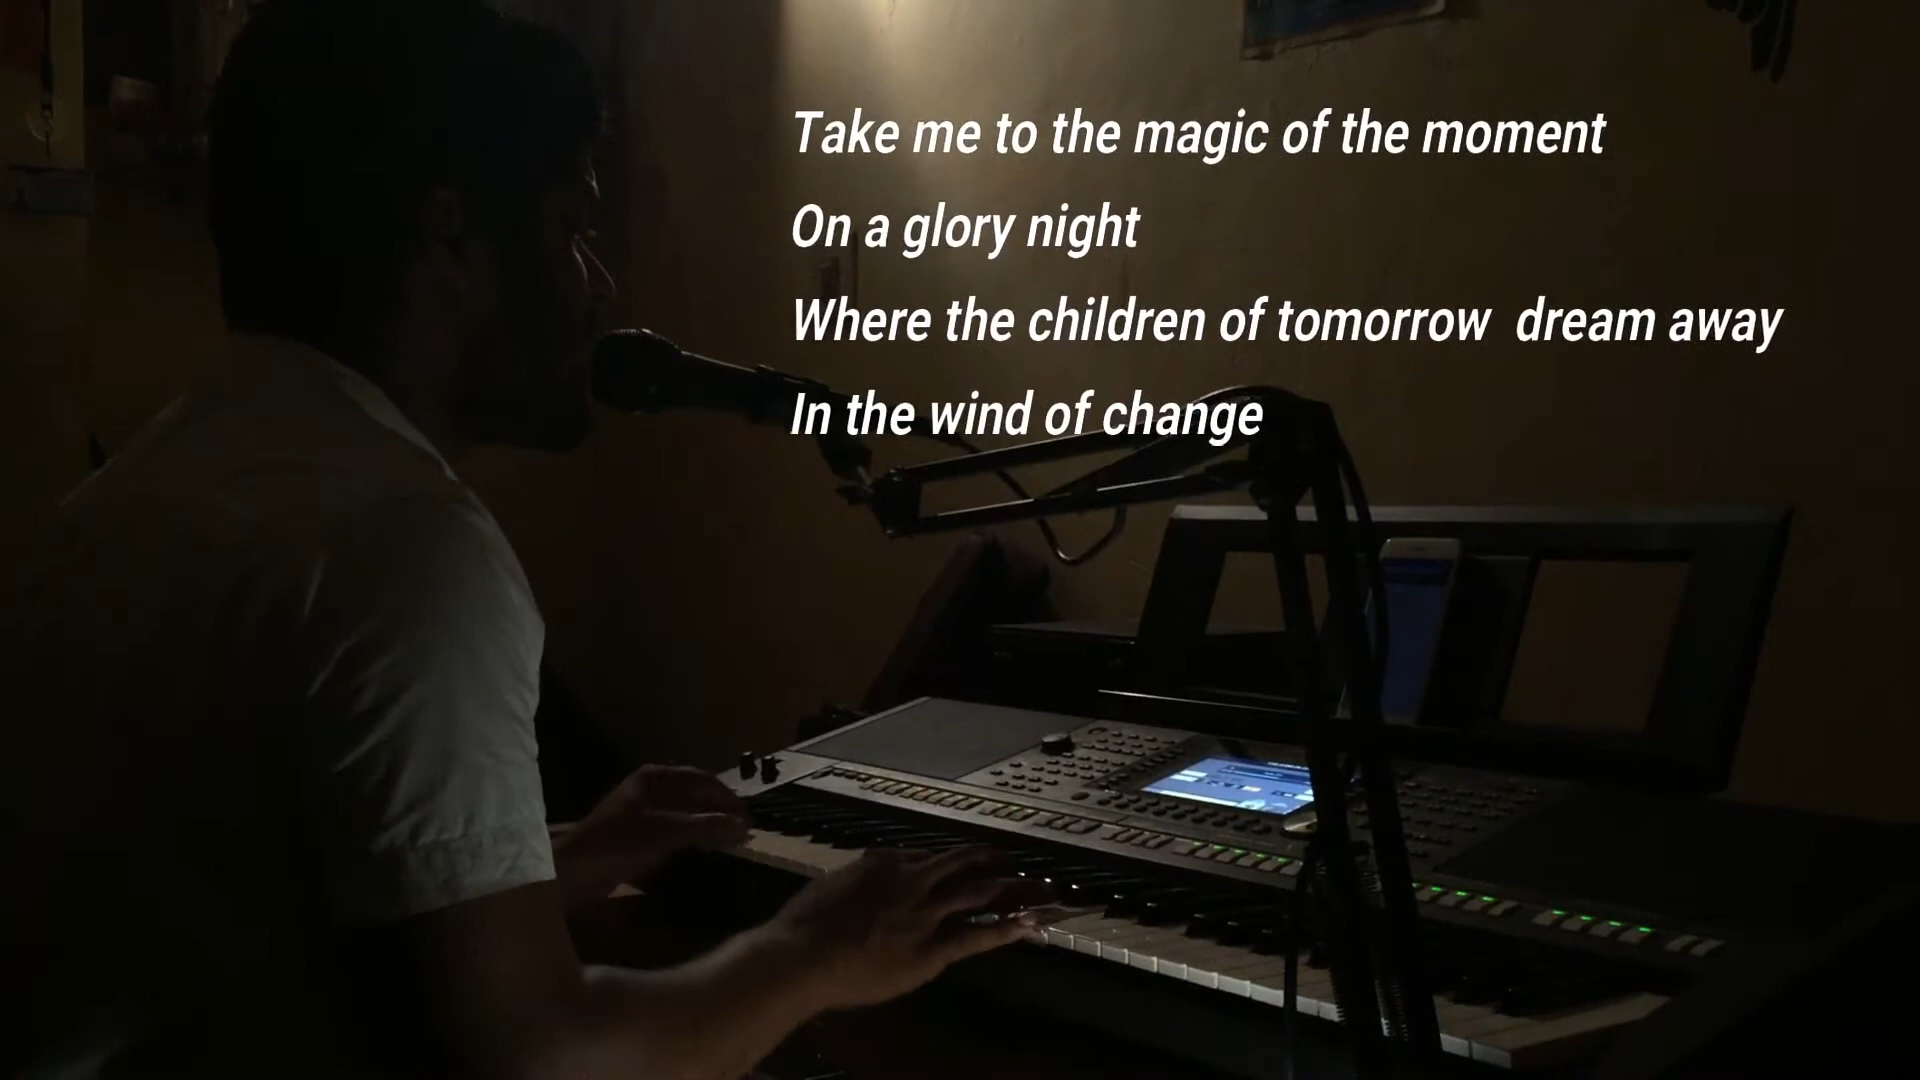 Take me to the magic of the moment
On a glory night
Where the children of tomorrow  dream away
In the wind of change